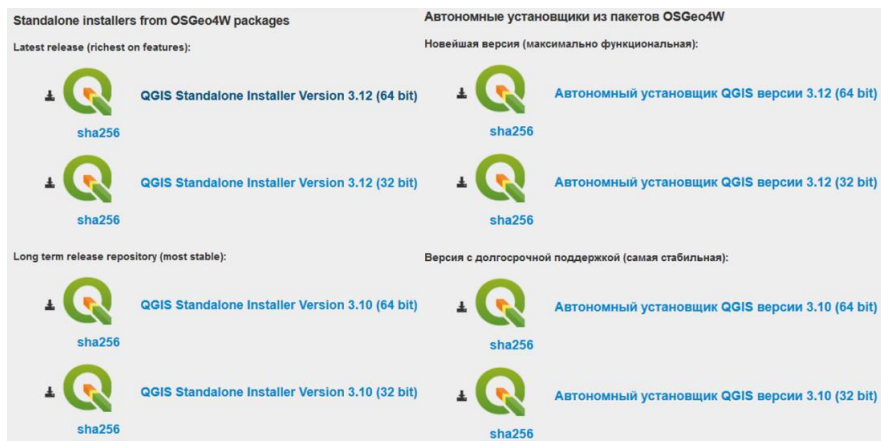 Standalone installers from OSGeo4W packages
Latest release (richest on features):
QGIS Standalone Installer Version 3.12 (64 bit)
sha256
QGIS Standalone Installer Version 3.12 (32 bit)
sha256
Long term release repository (most stable):
QGIS Standalone Installer Version 3.10 (64 bit)
sha256
QGIS Standalone Installer Version 3.10 (32 bit)
sha256
Автономные установщики из пакетов OSGeo4W
Новейшая версия (максимально функциональная):
Автономный установщик QGIS версии 3.12 (64 bit)
sha256
Автономный установщик QGIS версии 3.12 (32 bit)
sha256
Версия с долгосрочной поддержкой (самая стабильная):
Автономный установщик QGIS версии 3.10 (64 bit)
sha256
Автономный установщик QGIS версии 3.10 (32 bit)
sha256